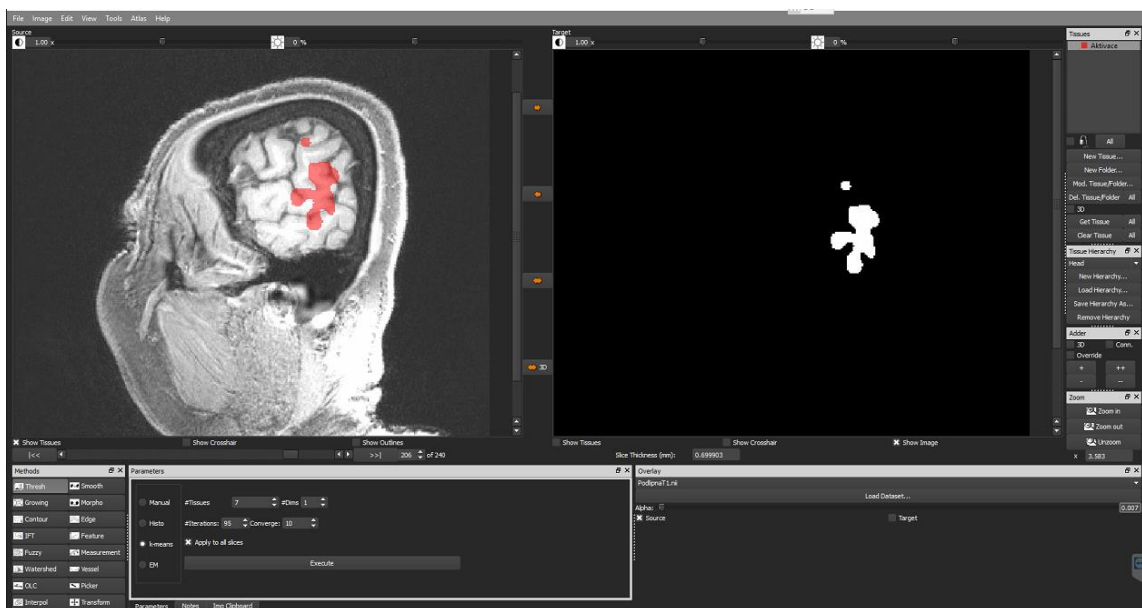 File Image Edit View Tools Atlas Help
Source
1.00 x 0 %
Target
1.00 x 0 %
3D
Show Tissues Show Crosshair Show Outlines
|<< >>| 206 of 240
Show Tissues Show Crosshair Show Image
Slice Thickness (mm): 0.699903
Tissues
Aktivace
All
New Tissue...
New Folder...
Mod. Tissue/Folder...
Del. Tissue/Folder All
3D
Get Tissue All
Clear Tissue All
Tissue Hierarchy
Head
New Hierarchy...
Load Hierarchy...
Save Hierarchy As...
Remove Hierarchy
Adder
3D Conn.
Override
+ ++
- --
Zoom
Zoom in
Zoom out
Unzoom
x 3.583
Methods
Thresh Smooth
Growing Morpho
Contour Edge
IFT Feature
Fuzzy Measurement
Watershed Vessel
OLC Picker
Interpol Transform
Parameters
Manual #Tissues 7 #Dims 1
Histo #Iterations: 95 Converge: 10
k-means Apply to all slices
EM Execute
Parameters Notes Img Clipboard
Overlay
PodlipnaT1.nii
Load Dataset...
Alpha: 0.007
Source Target